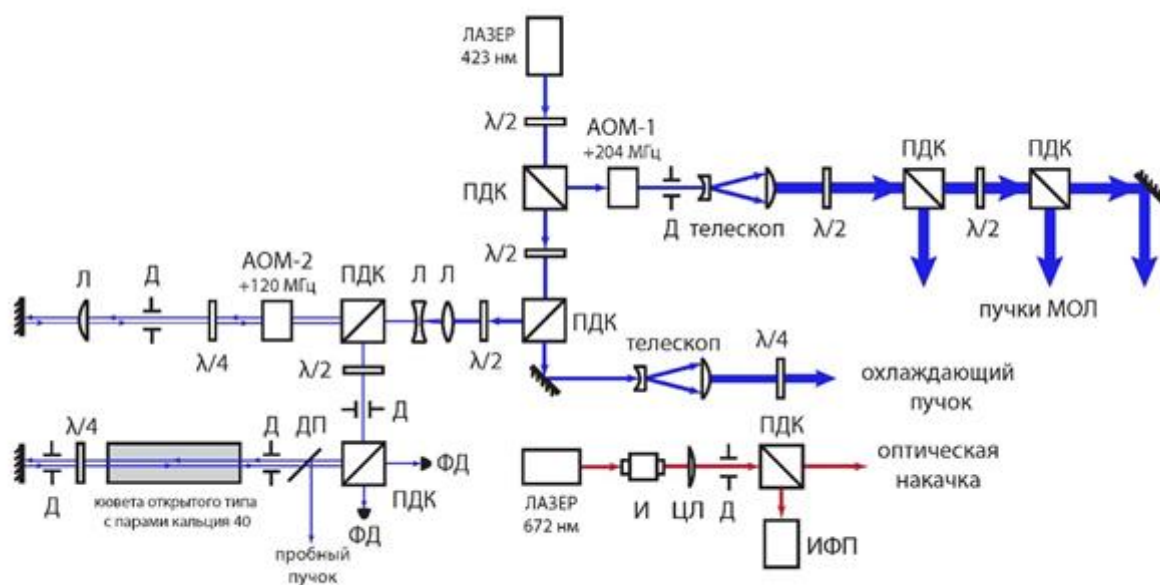 ЛАЗЕР
423 нм
λ/2
АОМ-1
+204 МГц
ПДК
ПДК
ПДК
Д
телескоп
λ/2
λ/2
λ/2
пучки МОЛ
АОМ-2
+120 МГц
Л
Д
ПДК
Л
Л
ПДК
λ/4
λ/2
λ/2
телескоп
λ/4
охлаждающий
пучок
λ/4
Д
ДП
Д
Д
ФД
ПДК
ФД
кювета открытого типа
с парами кальция 40
пробный
пучок
ПДК
оптическая
накачка
ЛАЗЕР
672 нм
И
ЦЛ
Д
ИФП